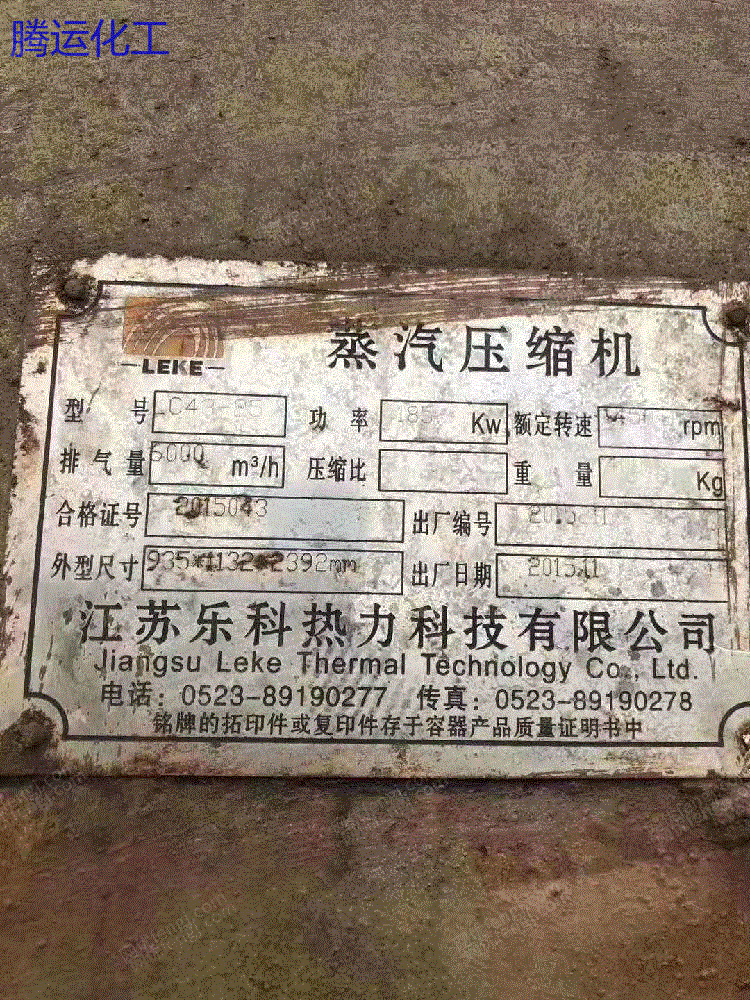 腾运化工
LEKE
蒸汽压缩机
型号 功率 Kw 额定转速 rpm
排气量 m³/h 压缩比 重量 Kg
合格证号 2015043 出厂编号
外型尺寸 935*1132*2392mm 出厂日期 2015.11
江苏乐科热力科技有限公司
Jiangsu Leke Thermal Technology Co., Ltd.
电话: 0523-89190277 传真: 0523-89190278
铭牌的拓印件或复印件存于容器产品质量证明书中